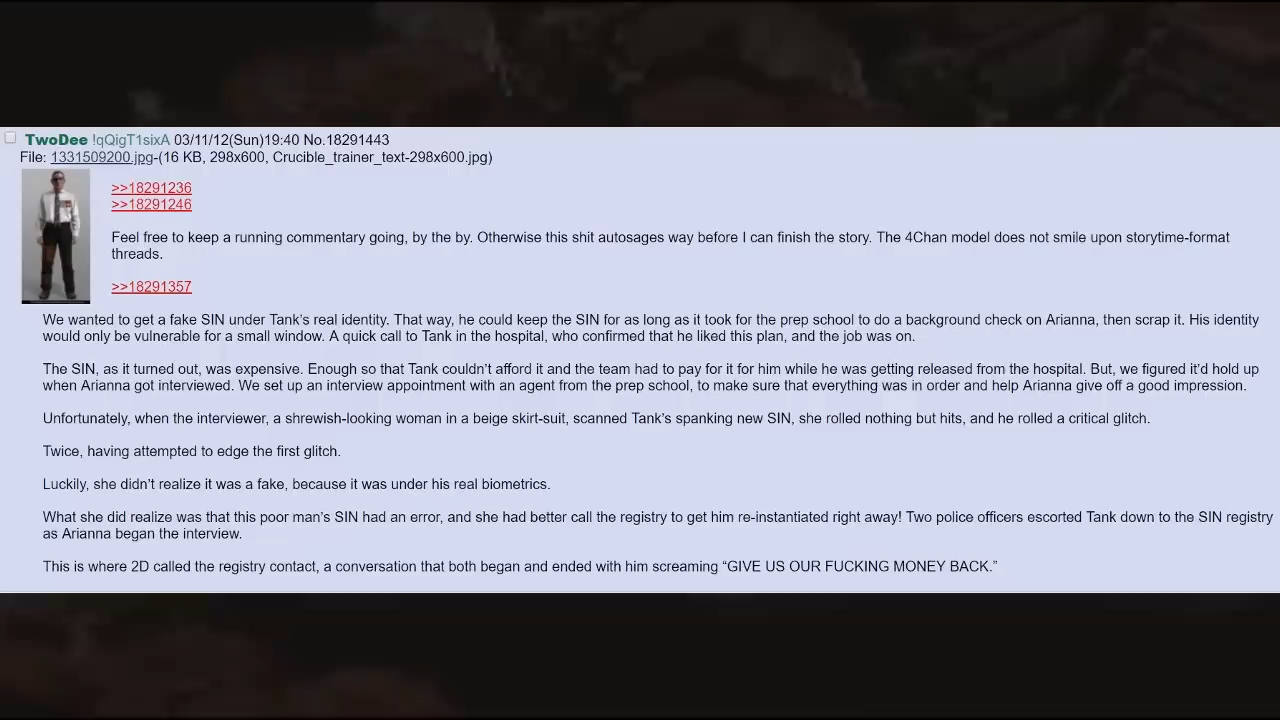 TwoDee !qQigT1sixA 03/11/12(Sun)19:40 No.18291443
File: 1331509200.jpg-(16 KB, 298x600, Crucible_trainer_text-298x600.jpg)
>>18291236
>>18291246
Feel free to keep a running commentary going, by the by. Otherwise this shit autosages way before I can finish the story. The 4Chan model does not smile upon storytime-format
threads.
>>18291357
We wanted to get a fake SIN under Tank's real identity. That way, he could keep the SIN for as long as it took for the prep school to do a background check on Arianna, then scrap it. His identity
would only be vulnerable for a small window. A quick call to Tank in the hospital, who confirmed that he liked this plan, and the job was on.
The SIN, as it turned out, was expensive. Enough so that Tank couldn't afford it and the team had to pay for it for him while he was getting released from the hospital. But, we figured it'd hold up
when Arianna got interviewed. We set up an interview appointment with an agent from the prep school, to make sure that everything was in order and help Arianna give off a good impression.
Unfortunately, when the interviewer, a shrewish-looking woman in a beige skirt-suit, scanned Tank's spanking new SIN, she rolled nothing but hits, and he rolled a critical glitch.
Twice, having attempted to edge the first glitch.
Luckily, she didn't realize it was a fake, because it was under his real biometrics.
What she did realize was that this poor man's SIN had an error, and she had better call the registry to get him re-instantiated right away! Two police officers escorted Tank down to the SIN registry
as Arianna began the interview.
This is where 2D called the registry contact, a conversation that both began and ended with him screaming “GIVE US OUR FUCKING MONEY BACK.”